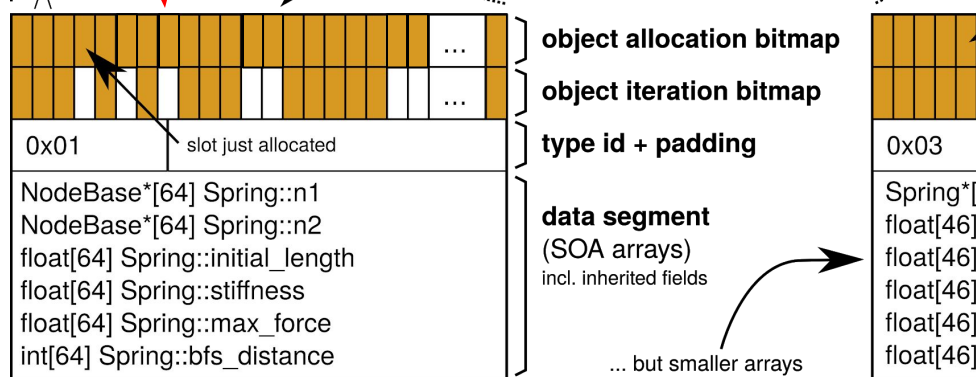 ...
object allocation bitmap
...
object iteration bitmap
0x01
slot just allocated
type id + padding
0x03
NodeBase*[64] Spring::n1
NodeBase*[64] Spring::n2
float[64] Spring::initial_length
float[64] Spring::stiffness
float[64] Spring::max_force
int[64] Spring::bfs_distance
data segment
(SOA arrays)
incl. inherited fields
... but smaller arrays
Spring*[
float[46]
float[46]
float[46]
float[46]
float[46]